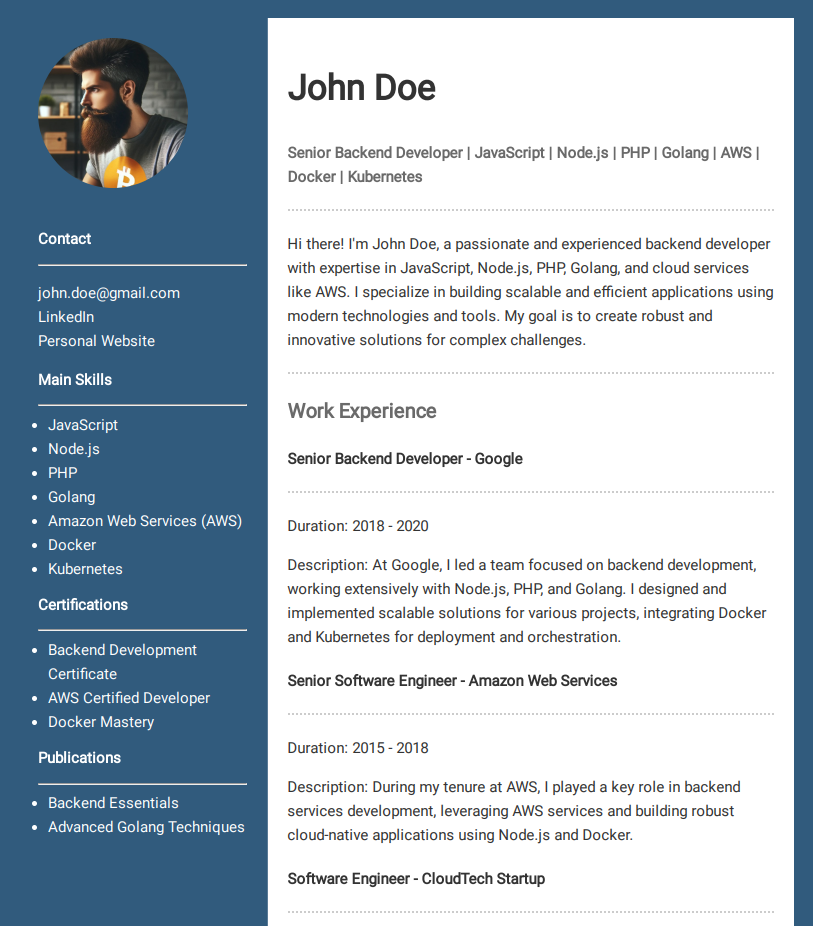 Contact
john.doe@gmail.com
LinkedIn
Personal Website
Main Skills
JavaScript
Node.js
PHP
Golang
Amazon Web Services (AWS)
Docker
Kubernetes
Certifications
Backend Development
Certificate
AWS Certified Developer
Docker Mastery
Publications
Backend Essentials
Advanced Golang Techniques
John Doe
Senior Backend Developer | JavaScript | Node.js | PHP | Golang | AWS |
Docker | Kubernetes
Hi there! I'm John Doe, a passionate and experienced backend developer
with expertise in JavaScript, Node.js, PHP, Golang, and cloud services
like AWS. I specialize in building scalable and efficient applications using
modern technologies and tools. My goal is to create robust and
innovative solutions for complex challenges.
Work Experience
Senior Backend Developer - Google
Duration: 2018 - 2020
Description: At Google, I led a team focused on backend development,
working extensively with Node.js, PHP, and Golang. I designed and
implemented scalable solutions for various projects, integrating Docker
and Kubernetes for deployment and orchestration.
Senior Software Engineer - Amazon Web Services
Duration: 2015 - 2018
Description: During my tenure at AWS, I played a key role in backend
services development, leveraging AWS services and building robust
cloud-native applications using Node.js and Docker.
Software Engineer - CloudTech Startup